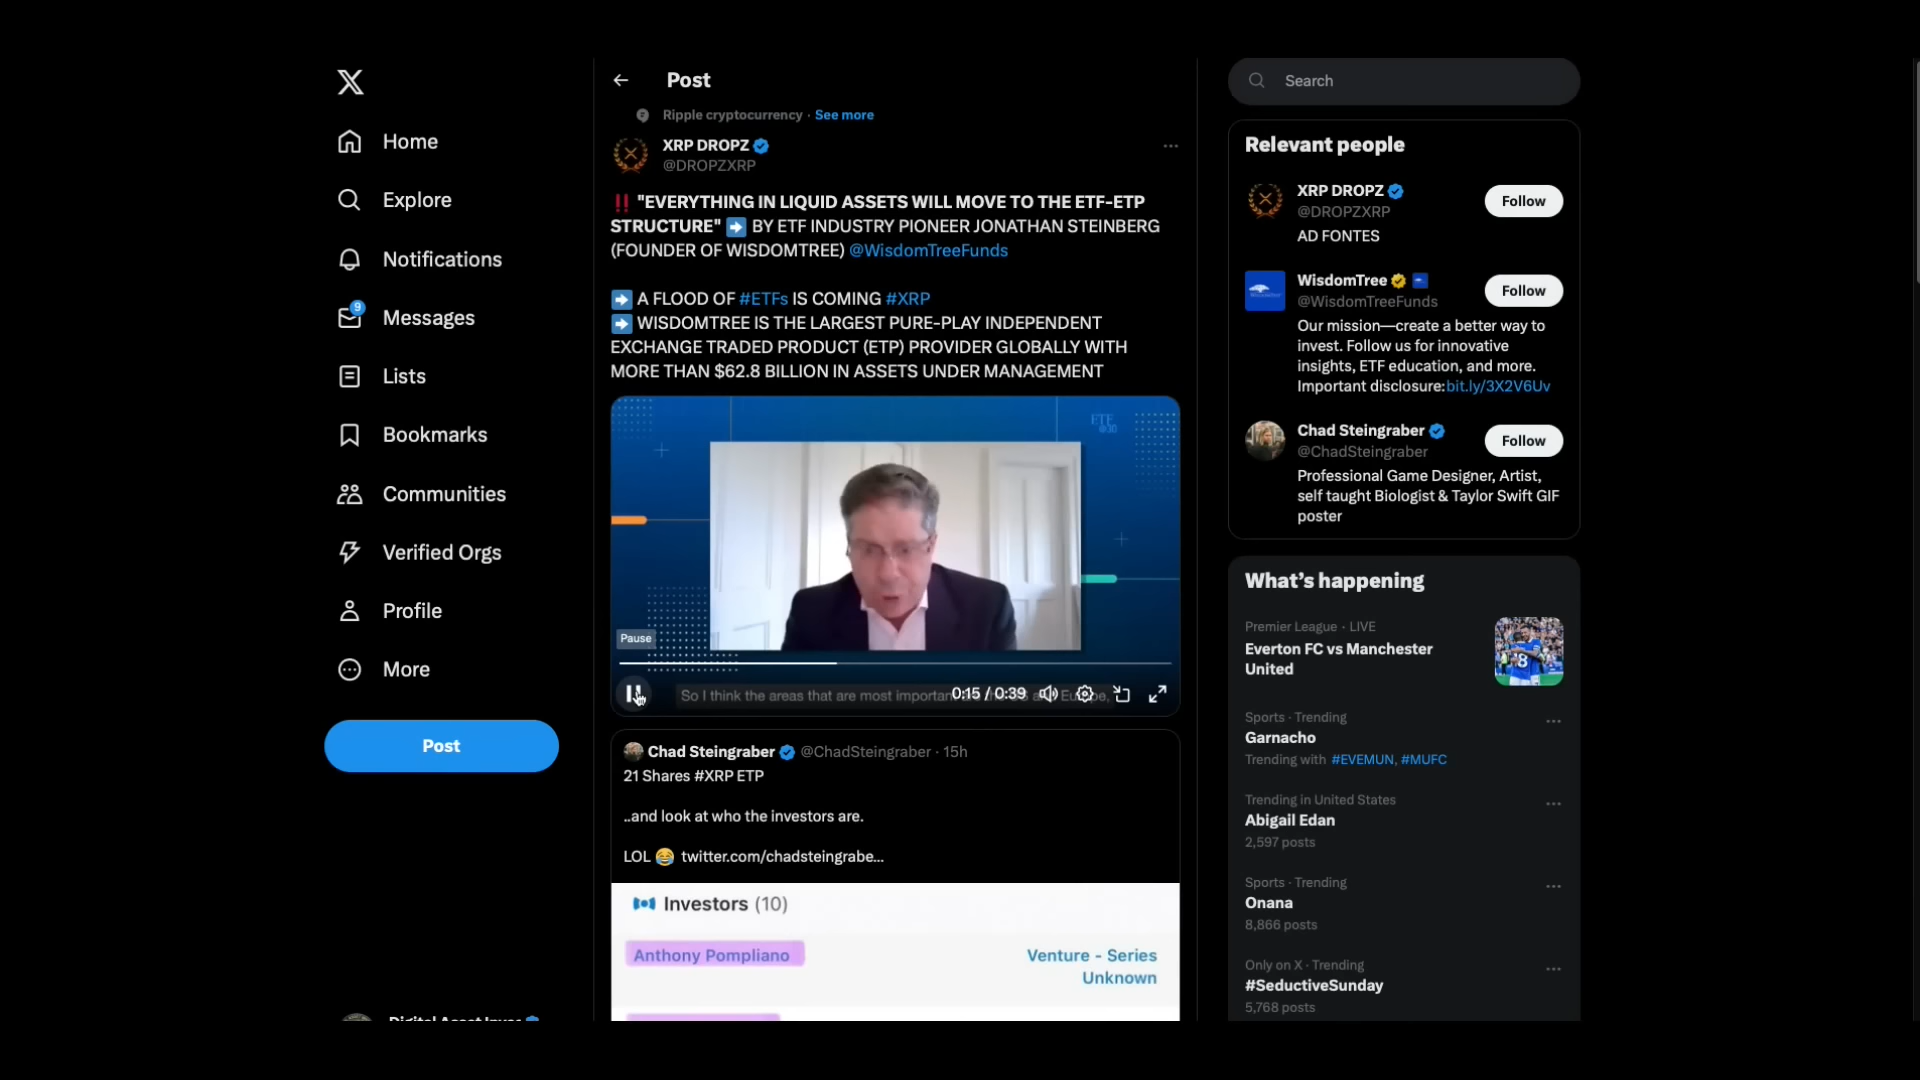 Home
Explore
Notifications
9
Messages
Lists
Bookmarks
Communities
Verified Orgs
Profile
More
Post
Post
Ripple cryptocurrency · See more
XRP DROPZ
@DROPZXRP
‼️ "EVERYTHING IN LIQUID ASSETS WILL MOVE TO THE ETF-ETP
STRUCTURE" ➡️ BY ETF INDUSTRY PIONEER JONATHAN STEINBERG
(FOUNDER OF WISDOMTREE) @WisdomTreeFunds
➡️ A FLOOD OF #ETFs IS COMING #XRP
➡️ WISDOMTREE IS THE LARGEST PURE-PLAY INDEPENDENT
EXCHANGE TRADED PRODUCT (ETP) PROVIDER GLOBALLY WITH
MORE THAN $62.8 BILLION IN ASSETS UNDER MANAGEMENT
Pause
So I think the areas that are most important
0:15 / 0:39
Chad Steingraber @ChadSteingraber · 15h
21 Shares #XRP ETP
..and look at who the investors are.
LOL 😂 twitter.com/chadsteingrabe...
Investors (10)
Anthony Pompliano
Venture - Series
Unknown
Search
Relevant people
XRP DROPZ
@DROPZXRP
Follow
AD FONTES
WisdomTree
@WisdomTreeFunds
Follow
Our mission—create a better way to
invest. Follow us for innovative
insights, ETF education, and more.
Important disclosure:bit.ly/3X2V6Uv
Chad Steingraber
@ChadSteingraber
Follow
Professional Game Designer, Artist,
self taught Biologist & Taylor Swift GIF
poster
What's happening
Premier League · LIVE
Everton FC vs Manchester
United
Sports · Trending
Garnacho
Trending with #EVEMUN, #MUFC
Trending in United States
Abigail Edan
2,597 posts
Sports · Trending
Onana
8,866 posts
Only on X · Trending
#SeductiveSunday
5,768 posts